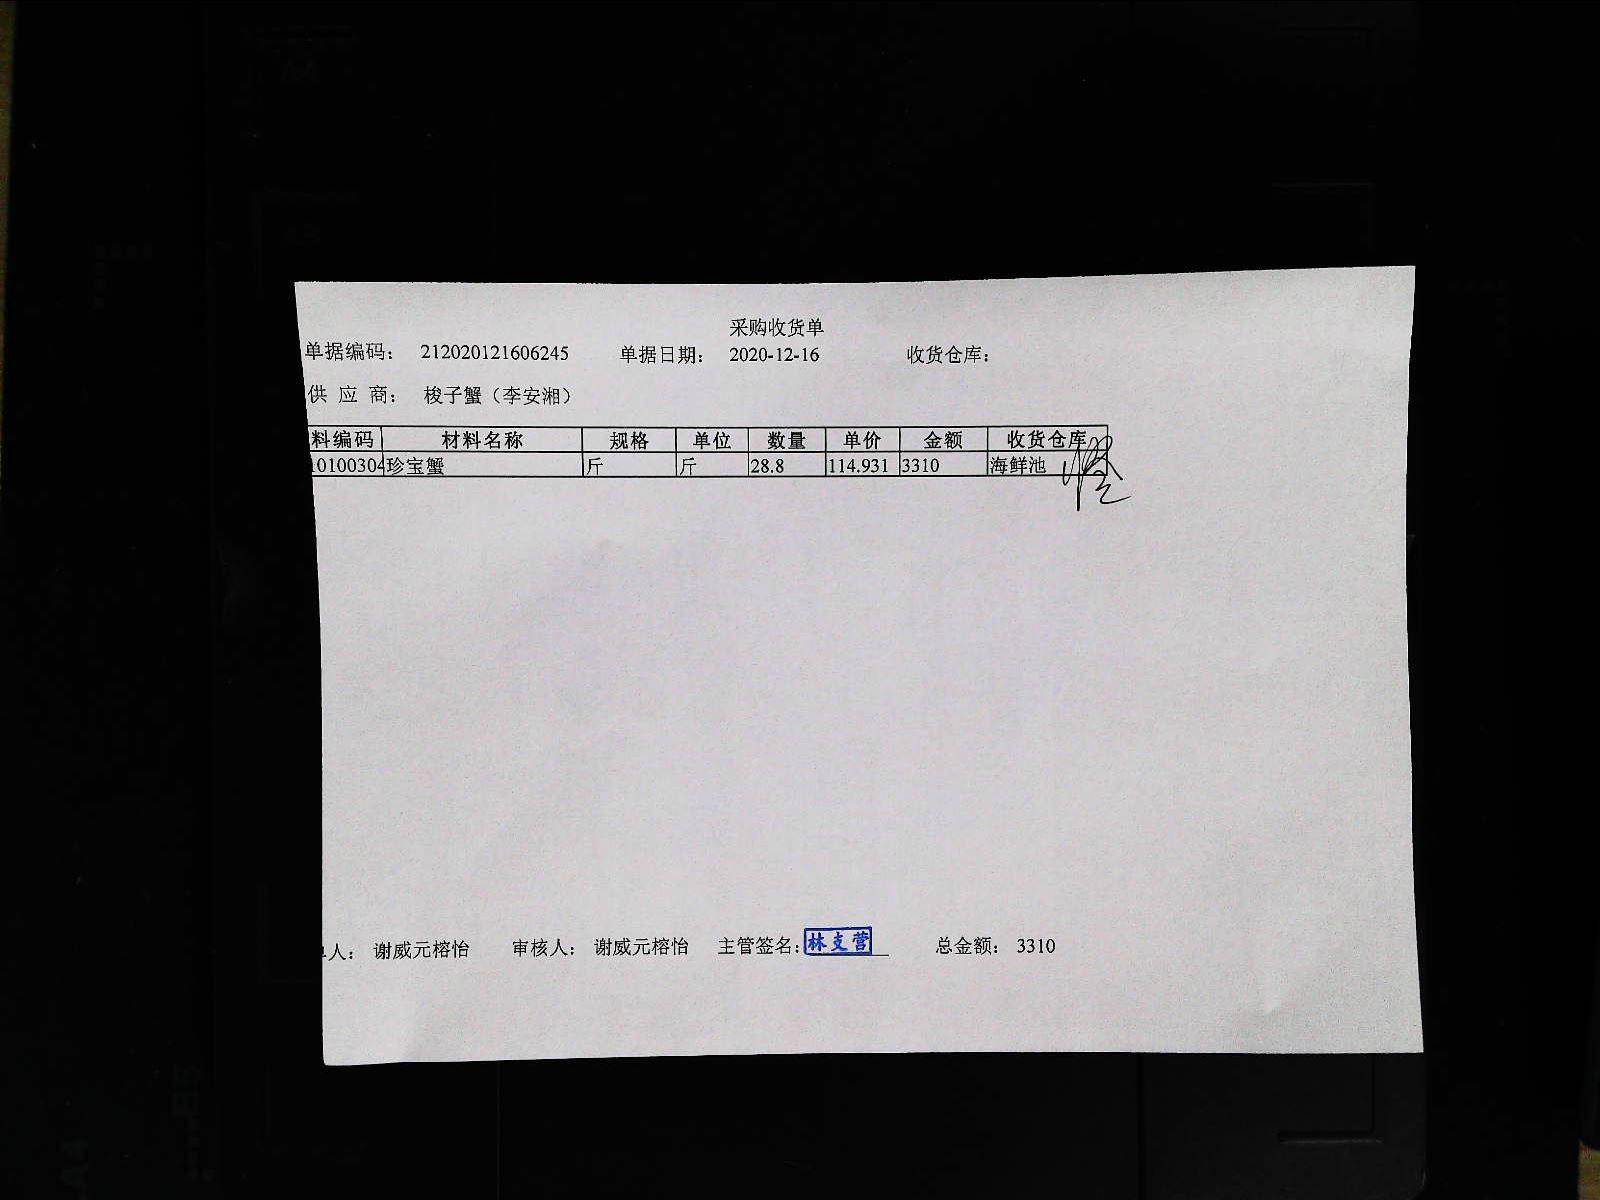 采购收货单
单据编码： 212020121606245 单据日期： 2020-12-16 收货仓库：
供 应 商： 梭子蟹（李安湘）
料编码 材料名称 规格 单位 数量 单价 金额 收货仓库
10100304 珍宝蟹 斤 斤 28.8 114.931 3310 海鲜池
人： 谢威元榕怡 审核人： 谢威元榕怡 主管签名： 林支营 总金额： 3310